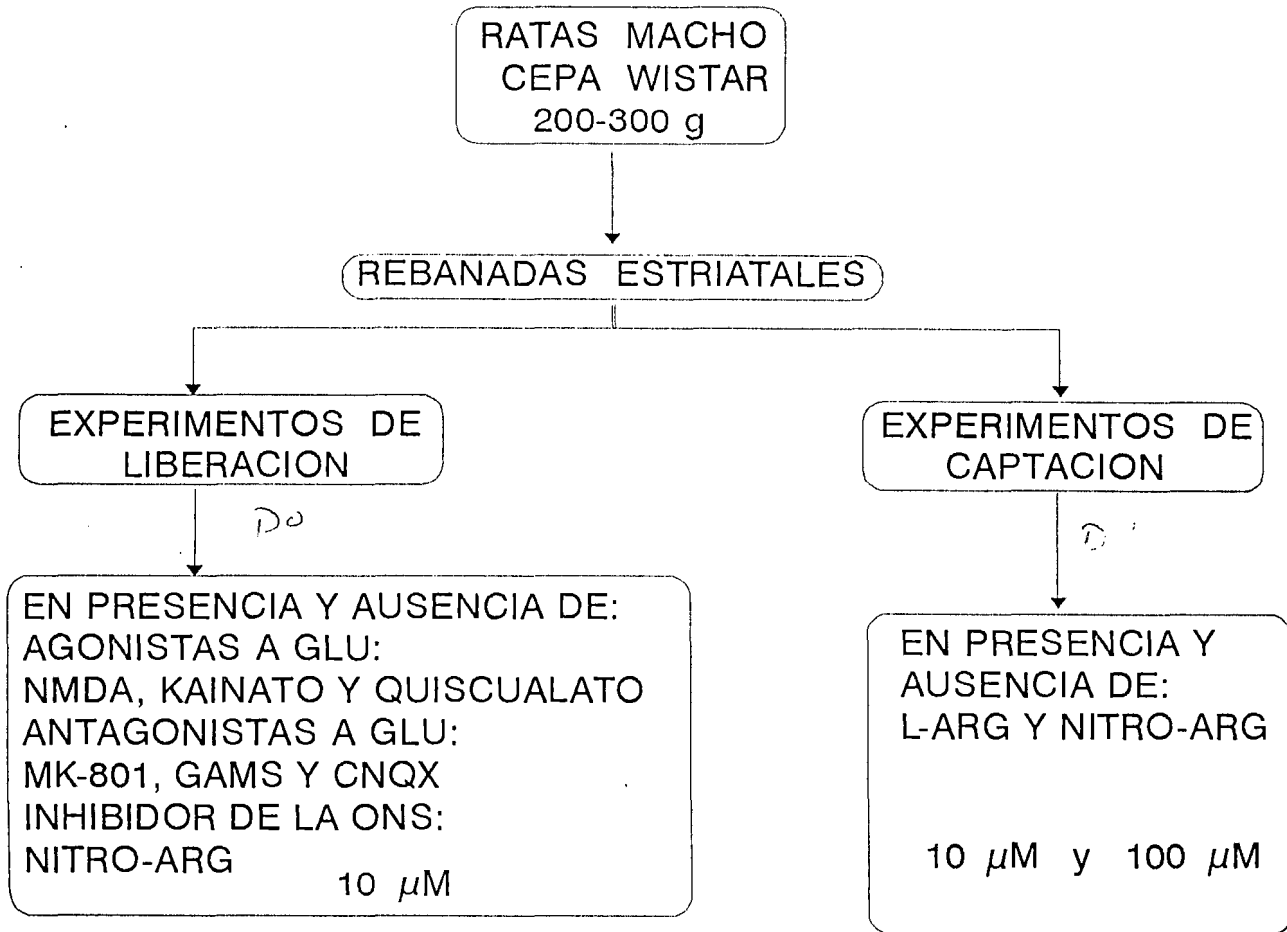 RATAS MACHO
CEPA WISTAR
200-300 g
REBANADAS ESTRIATALES
EXPERIMENTOS DE
LIBERACION
EXPERIMENTOS DE
CAPTACION
EN PRESENCIA Y AUSENCIA DE:
AGONISTAS A GLU:
NMDA, KAINATO Y QUISCUALATO
ANTAGONISTAS A GLU:
MK-801, GAMS Y CNQX
INHIBIDOR DE LA ONS:
NITRO-ARG
10 μM
EN PRESENCIA Y
AUSENCIA DE:
L-ARG Y NITRO-ARG
10 μM y 100 μM